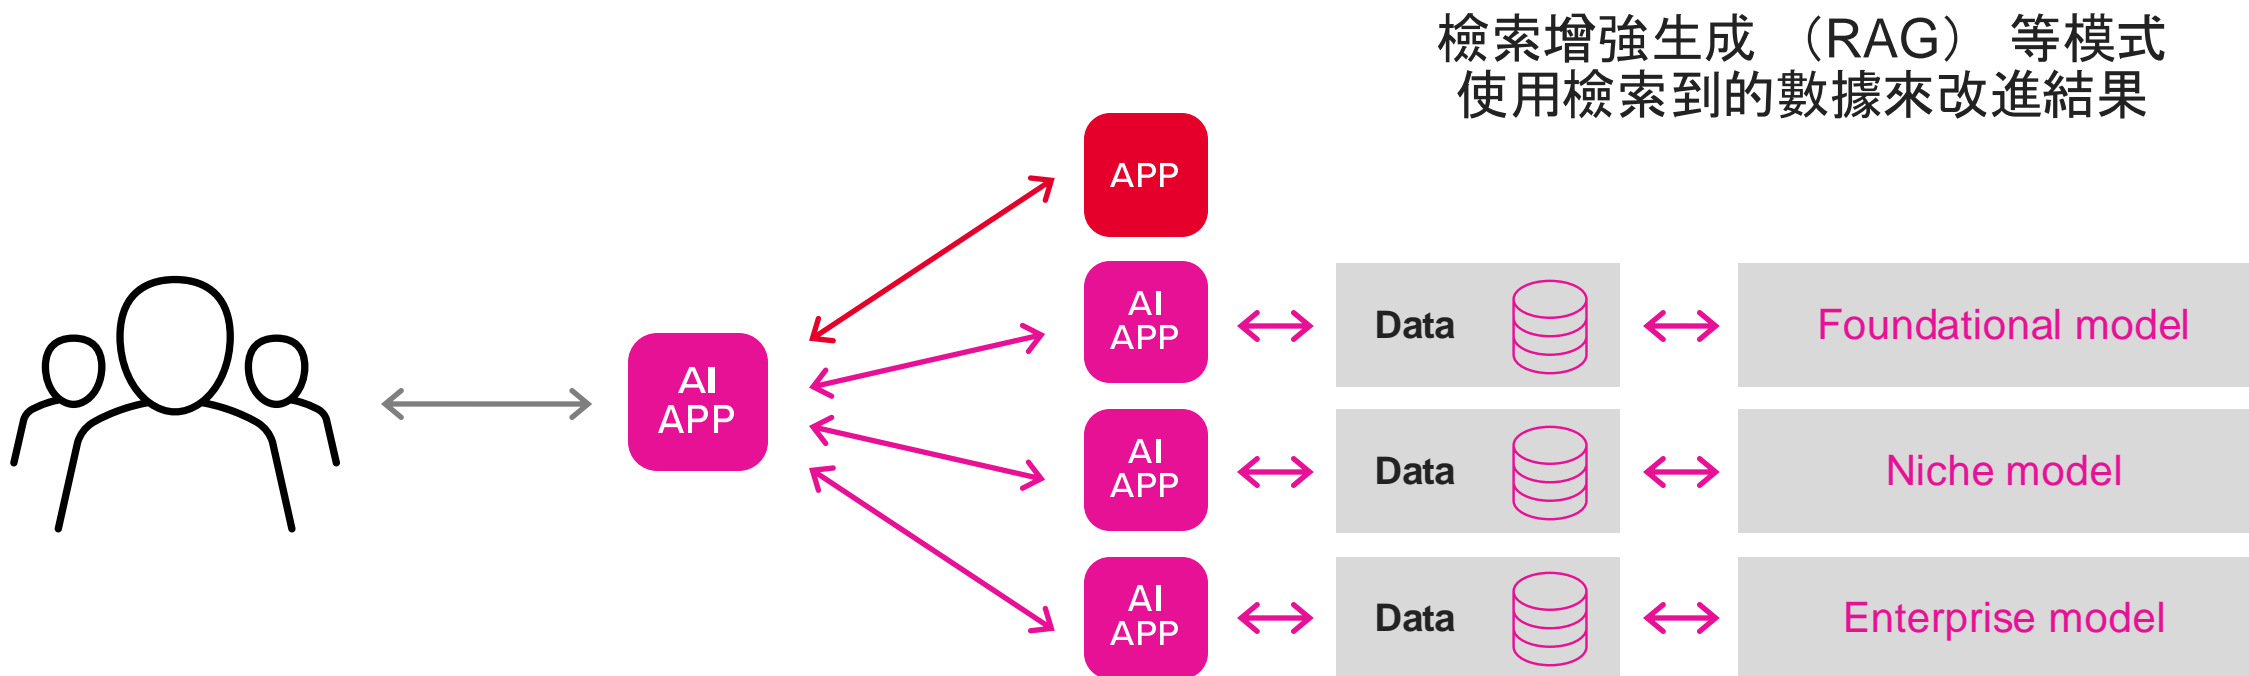 檢索增強生成 （RAG） 等模式
使用檢索到的數據來改進結果
APP
AI
APP
AI
APP
Data
Foundational model
AI
APP
Data
Niche model
AI
APP
Data
Enterprise model